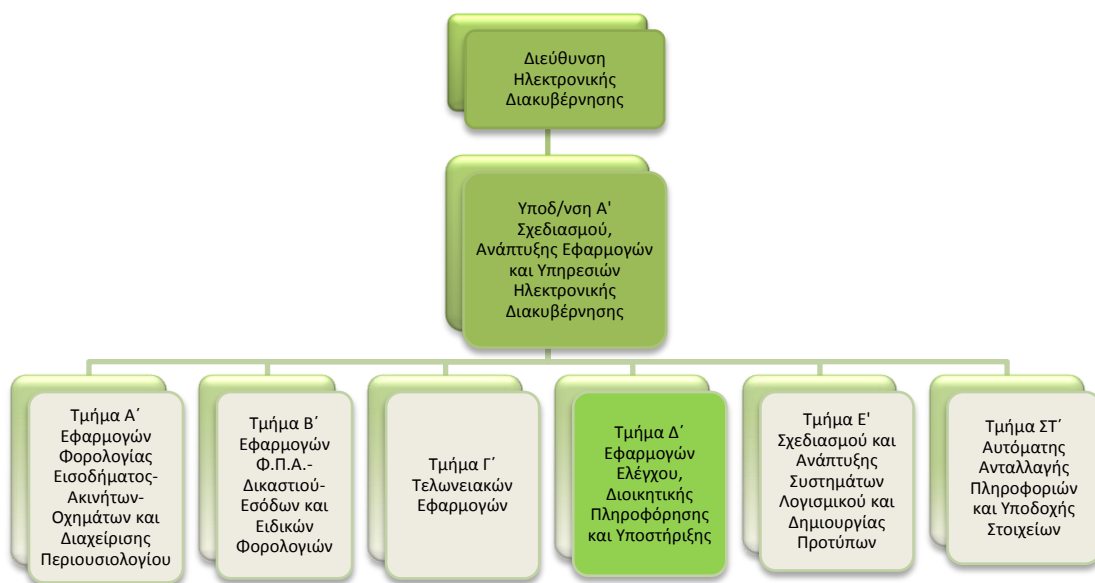 Διεύθυνση
Ηλεκτρονικής
Διακυβέρνησης
Υποδ/νση Α'
Σχεδιασμού,
Ανάπτυξης Εφαρμογών
και Υπηρεσιών
Ηλεκτρονικής
Διακυβέρνησης
Τμήμα Α΄
Εφαρμογών
Φορολογίας
Εισοδήματος-
Ακινήτων-
Οχημάτων και
Διαχείρισης
Περιουσιολογίου
Τμήμα Β΄
Εφαρμογών
Φ.Π.Α.-
Δικαστιού-
Εσόδων και
Ειδικών
Φορολογιών
Τμήμα Γ΄
Τελωνειακών
Εφαρμογών
Τμήμα Δ΄
Εφαρμογών
Ελέγχου,
Διοικητικής
Πληροφόρησης
και Υποστήριξης
Τμήμα Ε'
Σχεδιασμού και
Ανάπτυξης
Συστημάτων
Λογισμικού και
Δημιουργίας
Προτύπων
Τμήμα ΣΤ΄
Αυτόματης
Ανταλλαγής
Πληροφοριών
και Υποδοχής
Στοιχείων